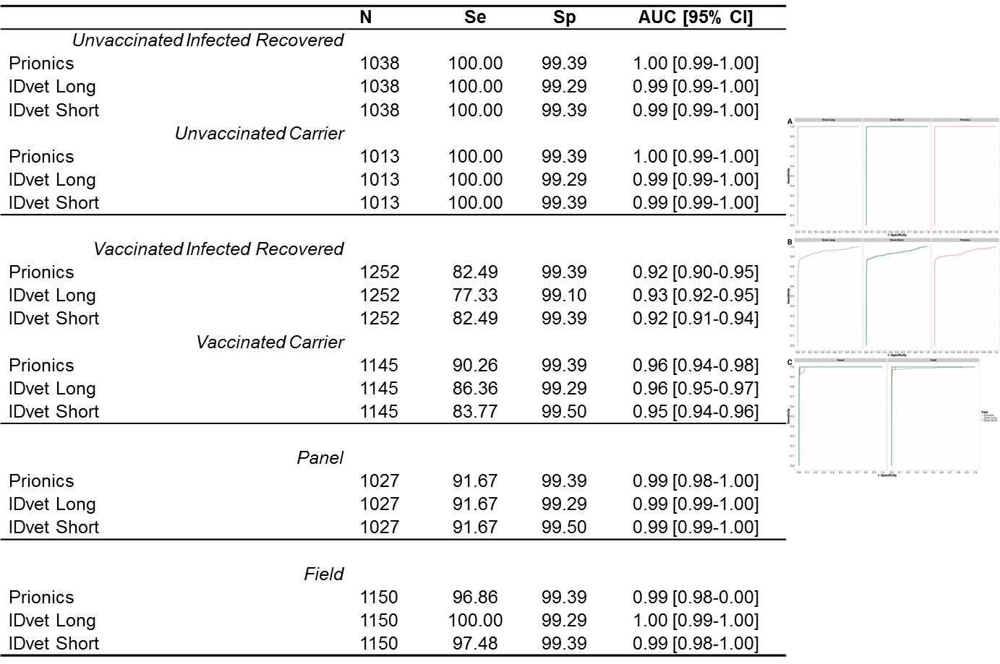 N Se Sp AUC [95% CI]
Unvaccinated Infected Recovered
Prionics 1038 100.00 99.39 1.00 [0.99-1.00]
IDvet Long 1038 100.00 99.29 0.99 [0.99-1.00]
IDvet Short 1038 100.00 99.39 0.99 [0.99-1.00]
Unvaccinated Carrier
Prionics 1013 100.00 99.39 1.00 [0.99-1.00]
IDvet Long 1013 100.00 99.29 0.99 [0.99-1.00]
IDvet Short 1013 100.00 99.39 0.99 [0.99-1.00]
Vaccinated Infected Recovered
Prionics 1252 82.49 99.39 0.92 [0.90-0.95]
IDvet Long 1252 77.33 99.10 0.93 [0.92-0.95]
IDvet Short 1252 82.49 99.39 0.92 [0.91-0.94]
Vaccinated Carrier
Prionics 1145 90.26 99.39 0.96 [0.94-0.98]
IDvet Long 1145 86.36 99.29 0.96 [0.95-0.97]
IDvet Short 1145 83.77 99.50 0.95 [0.94-0.96]
Panel
Prionics 1027 91.67 99.39 0.99 [0.98-1.00]
IDvet Long 1027 91.67 99.29 0.99 [0.99-1.00]
IDvet Short 1027 91.67 99.50 0.99 [0.99-1.00]
Field
Prionics 1150 96.86 99.39 0.99 [0.98-0.00]
IDvet Long 1150 100.00 99.29 1.00 [0.99-1.00]
IDvet Short 1150 97.48 99.39 0.99 [0.98-1.00]
A
IDvet Long IDvet Short Prionics
Sensitivity
1-Specificity
B
IDvet Long IDvet Short Prionics
Sensitivity
1-Specificity
C
Panel Field
Sensitivity
1-Specificity
Test
Prionics
IDvet Long
IDvet Short